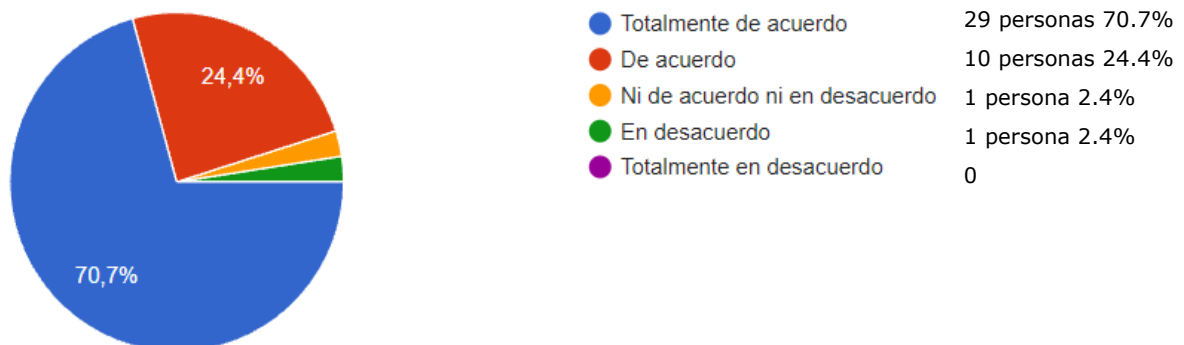 Totalmente de acuerdo 29 personas 70.7%
De acuerdo 10 personas 24.4%
Ni de acuerdo ni en desacuerdo 1 persona 2.4%
En desacuerdo 1 persona 2.4%
Totalmente en desacuerdo 0
24,4%
70,7%